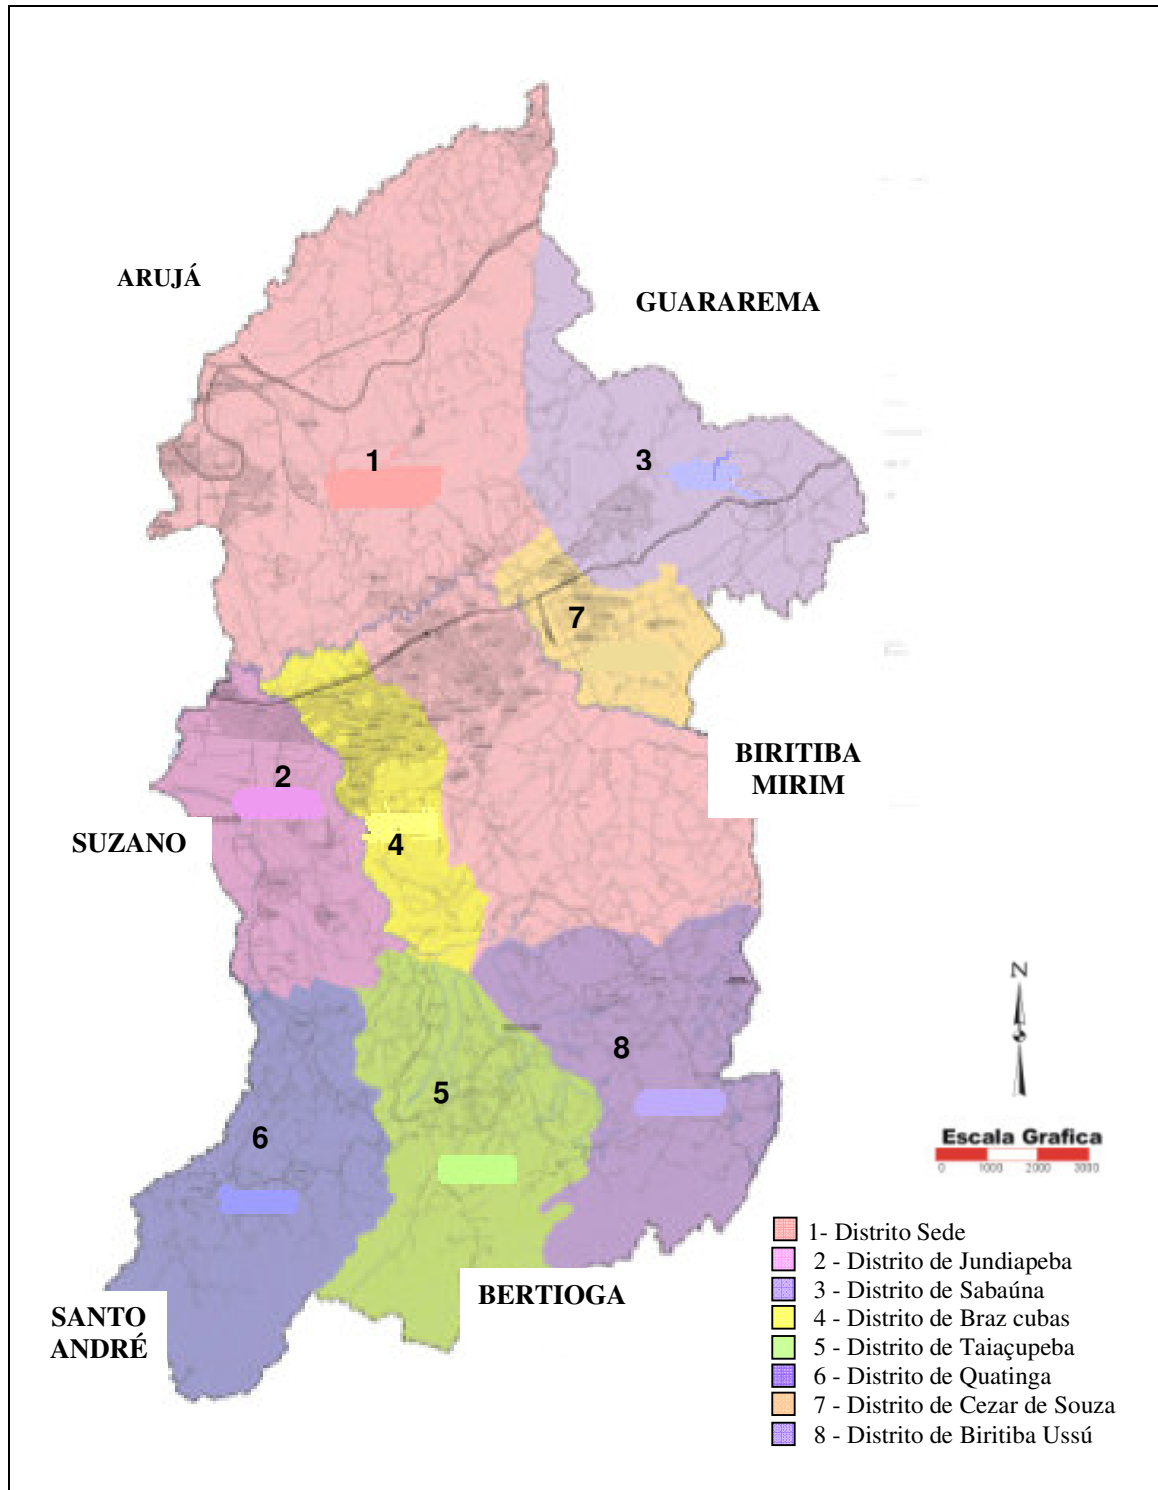 ARUJÁ
GUARAREMA
1
3
7
BIRITIBA
MIRIM
2
SUZANO
4
N
8
5
6
Escala Grafica
0 1000 2000 3000
1- Distrito Sede
2 - Distrito de Jundiapeba
3 - Distrito de Sabaúna
4 - Distrito de Braz cubas
5 - Distrito de Taiaçupeba
6 - Distrito de Quatinga
7 - Distrito de Cezar de Souza
8 - Distrito de Biritiba Ussú
BERTIOGA
SANTO
ANDRÉ